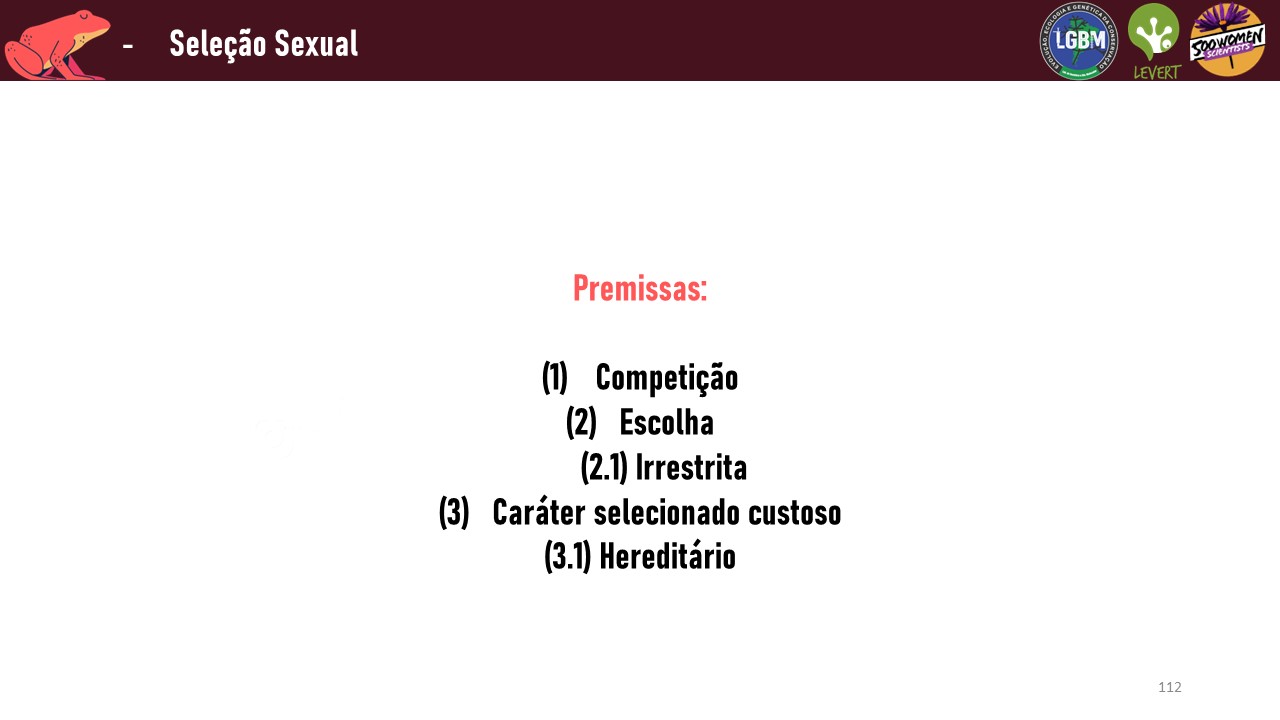 - Seleção Sexual
EVOLUÇÃO, ECOLOGIA E GENÉTICA DA CONSERVAÇÃO
LGBM
LEVERT
500 WOMEN
SCIENTISTS
Premissas:
(1) Competição
(2) Escolha
(2.1) Irrestrita
(3) Caráter selecionado custoso
(3.1) Hereditário
112